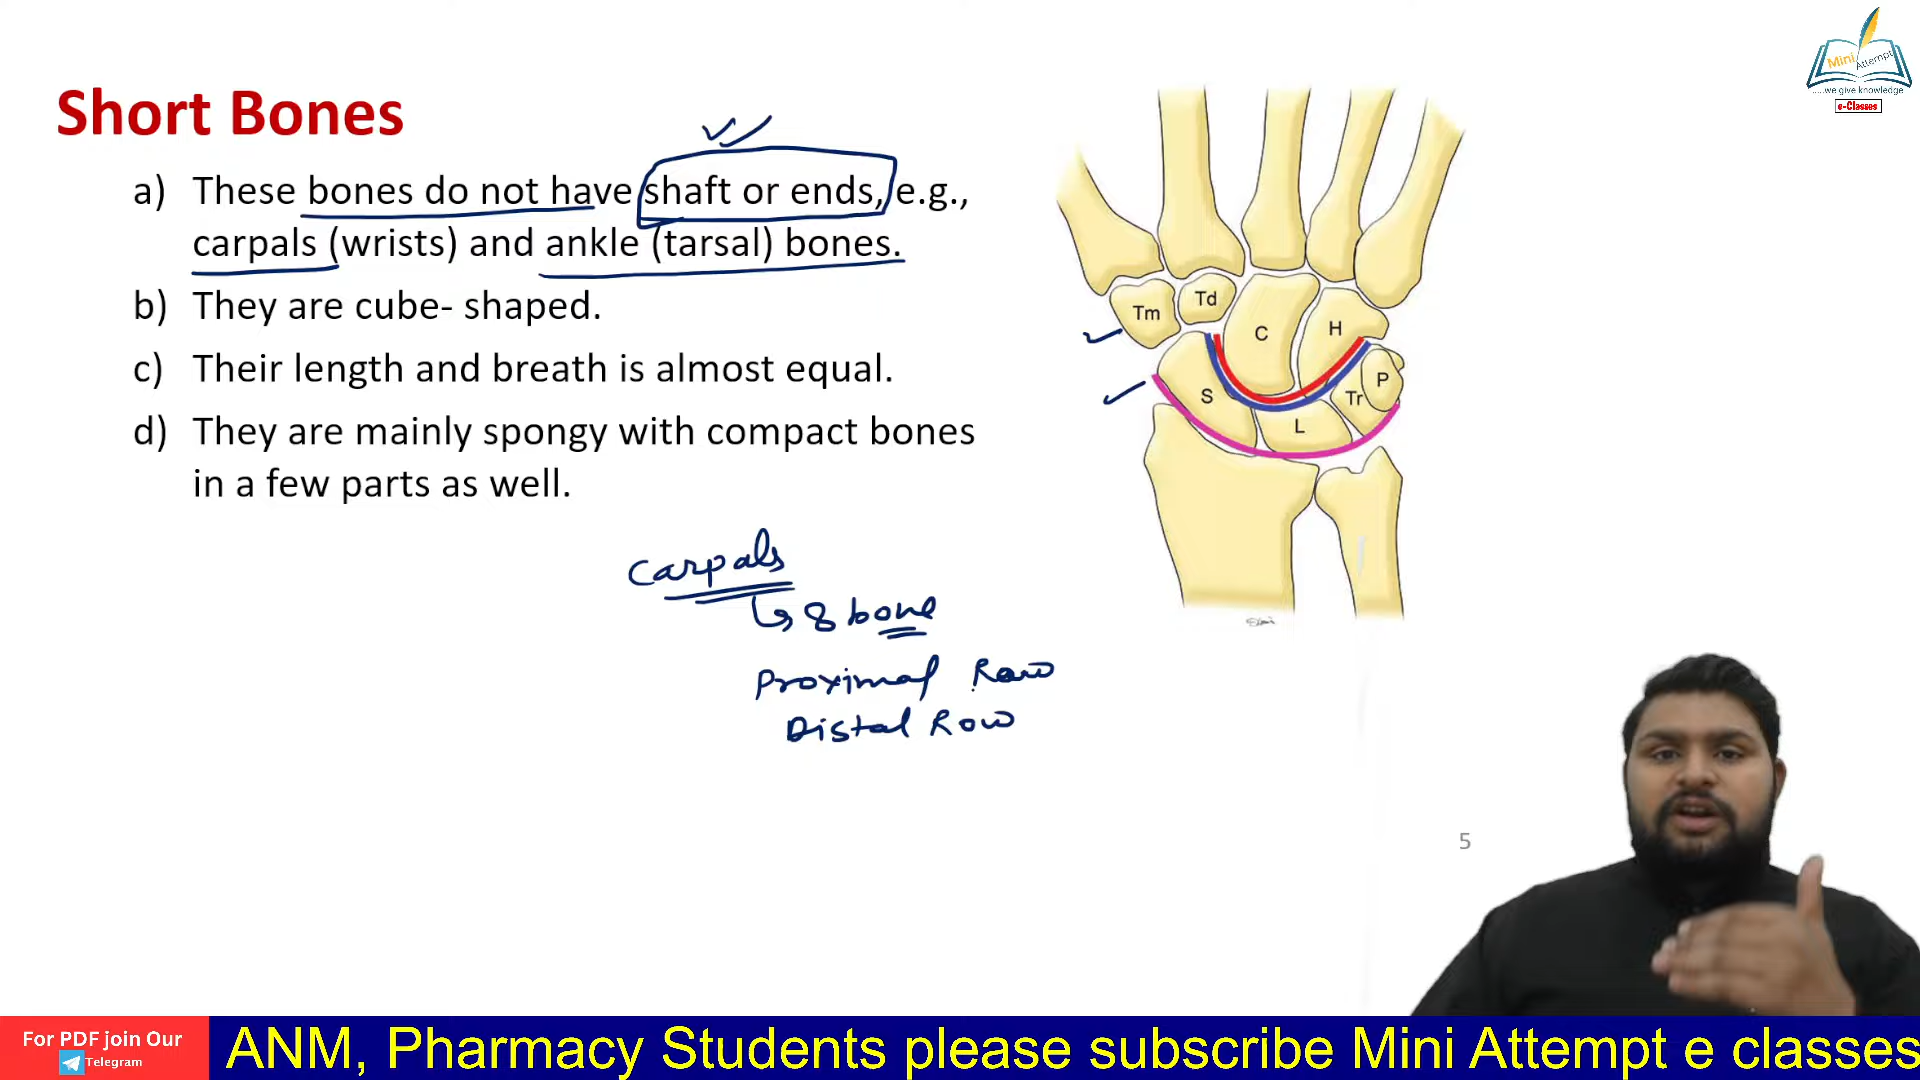 Mini
Attempt
.....we give knowledge
e-Classes
Short Bones
a) These bones do not have shaft or ends, e.g.,
carpals (wrists) and ankle (tarsal) bones.
b) They are cube- shaped.
c) Their length and breath is almost equal.
d) They are mainly spongy with compact bones
in a few parts as well.
Tm
Td
C
H
S
L
Tr
P
Carpals
8 bone
Proximal Row
Distal Row
5
For PDF join Our
Telegram
ANM, Pharmacy Students please subscribe Mini Attempt e classes